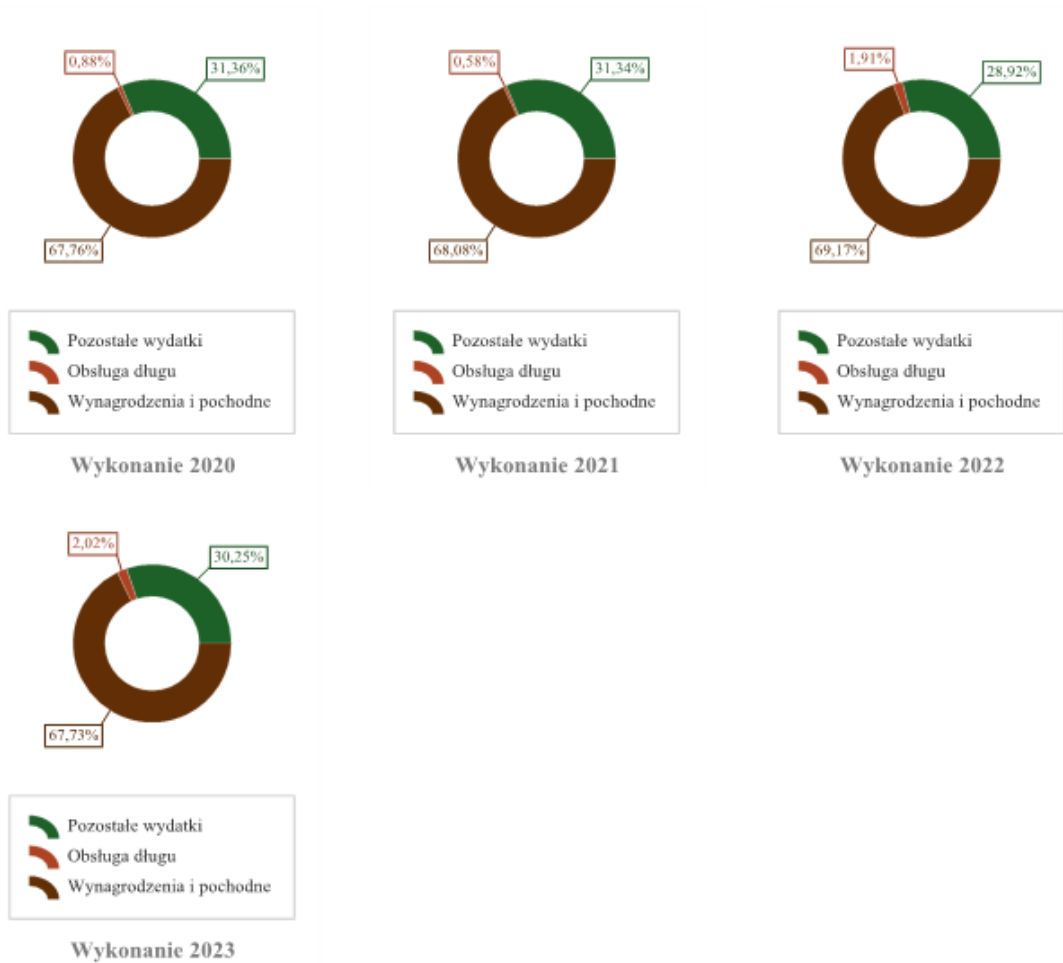 0,88%
31,36%
67,76%
Pozostałe wydatki
Obsługa długu
Wynagrodzenia i pochodne
Wykonanie 2020
0,58%
31,34%
68,08%
Pozostałe wydatki
Obsługa długu
Wynagrodzenia i pochodne
Wykonanie 2021
1,91%
28,92%
69,17%
Pozostałe wydatki
Obsługa długu
Wynagrodzenia i pochodne
Wykonanie 2022
2,02%
30,25%
67,73%
Pozostałe wydatki
Obsługa długu
Wynagrodzenia i pochodne
Wykonanie 2023